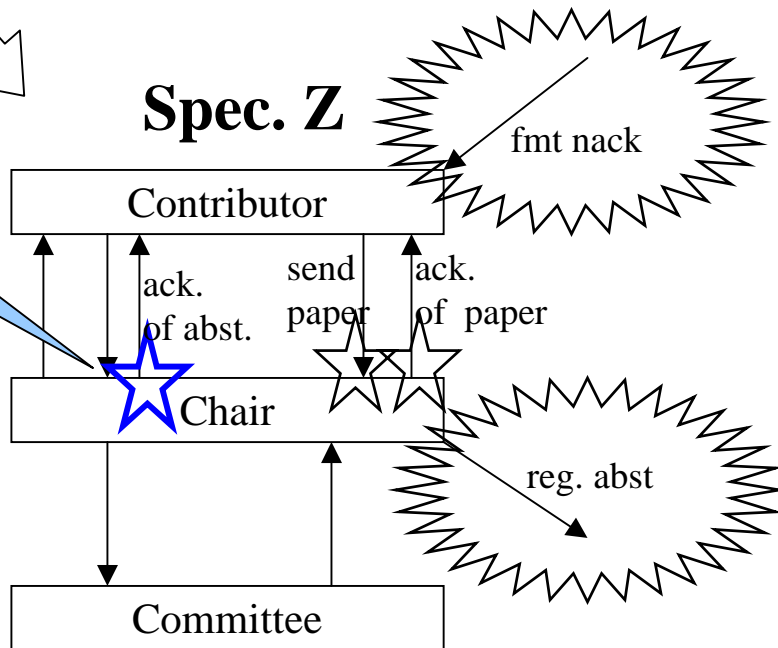 Spec. Z
fmt nack
Contributor
ack.
of abst.
send
paper
ack.
of paper
Chair
reg. abst
Committee